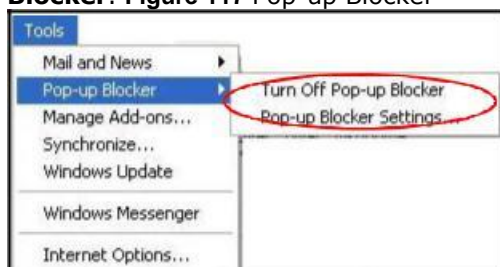 Blocker. Figure 117 Pop-up Blocker
Tools
Mail and News
Pop-up Blocker
Turn Off Pop-up Blocker
Manage Add-ons...
Pop-up Blocker Settings...
Synchronize...
Windows Update
Windows Messenger
Internet Options...